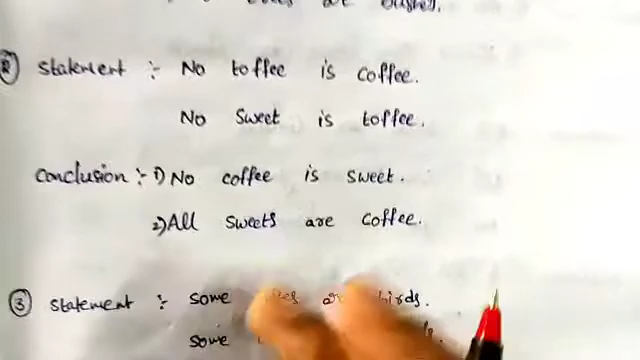 ② Statement :- No toffee is coffee.
No sweet is toffee.
Conclusion :- 1) No coffee is sweet.
2) All sweets are coffee.
③ Statement :- some birds.
some